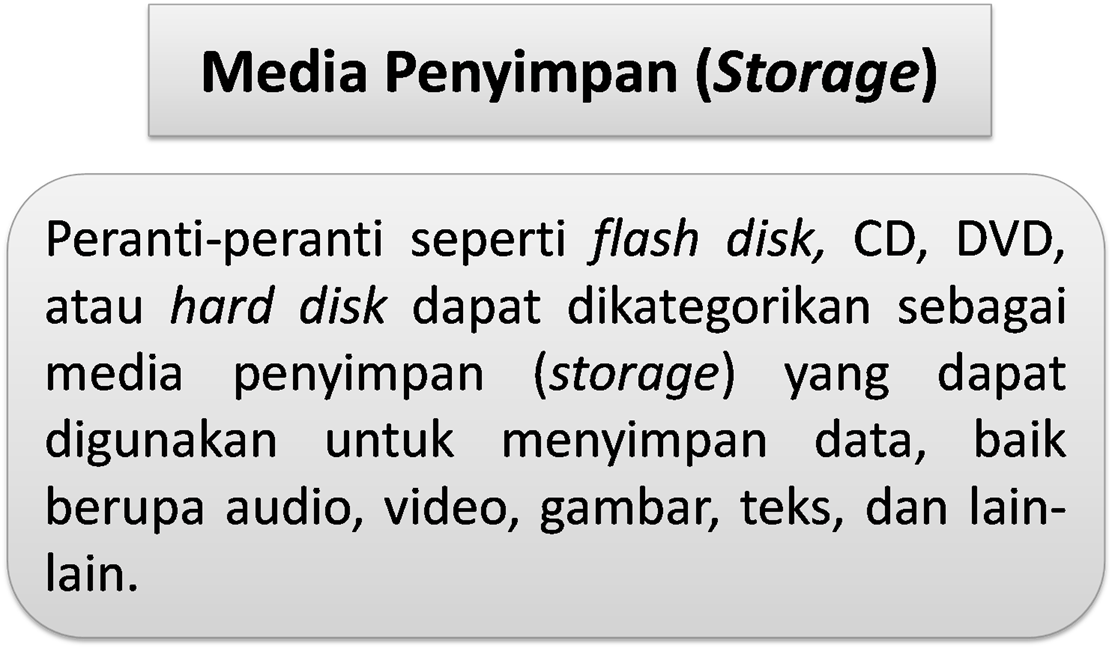 Media Penyimpan (Storage)
Peranti-peranti seperti flash disk, CD, DVD,
atau hard disk dapat dikategorikan sebagai
media penyimpan (storage) yang dapat
digunakan untuk menyimpan data, baik
berupa audio, video, gambar, teks, dan lain-
lain.